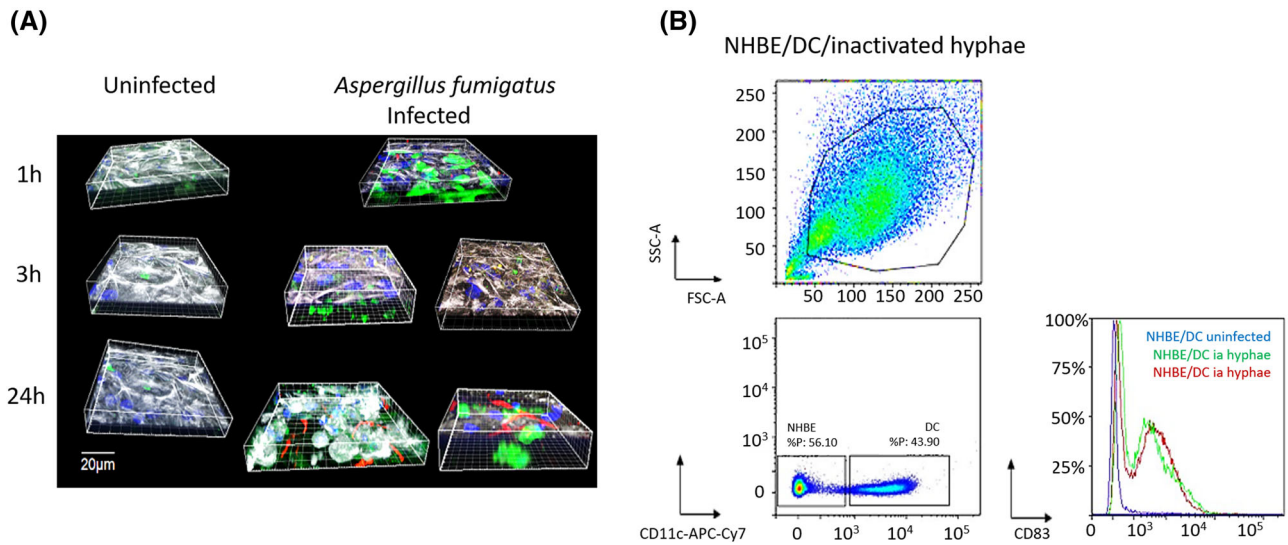 (A)
Uninfected
Aspergillus fumigatus
Infected
1h
3h
24h
20µm
(B)
NHBE/DC/inactivated hyphae
250
200
150
100
50
SSC-A
FSC-A
50 100 150 200 250
10⁵
10⁴
10³
0
NHBE
%P: 56.10
DC
%P: 43.90
0 10³ 10⁴ 10⁵
CD11c-APC-Cy7
100%
75%
50%
25%
NHBE/DC uninfected
NHBE/DC ia hyphae
NHBE/DC ia hyphae
0 10³ 10⁴ 10⁵
CD83